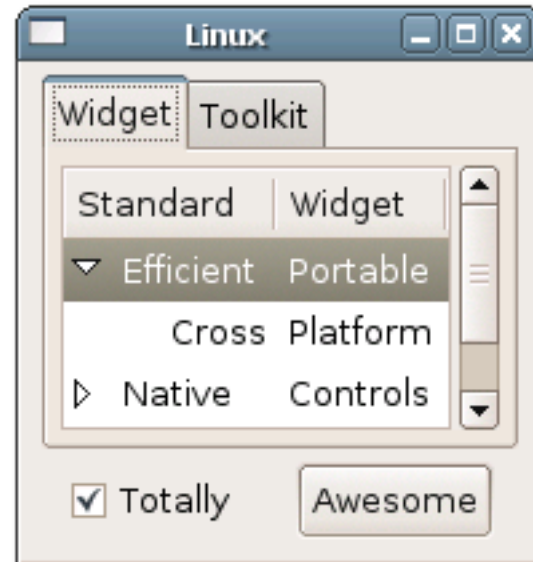 Linux
Widget Toolkit
Standard Widget
Efficient Portable
Cross Platform
Native Controls
Totally Awesome